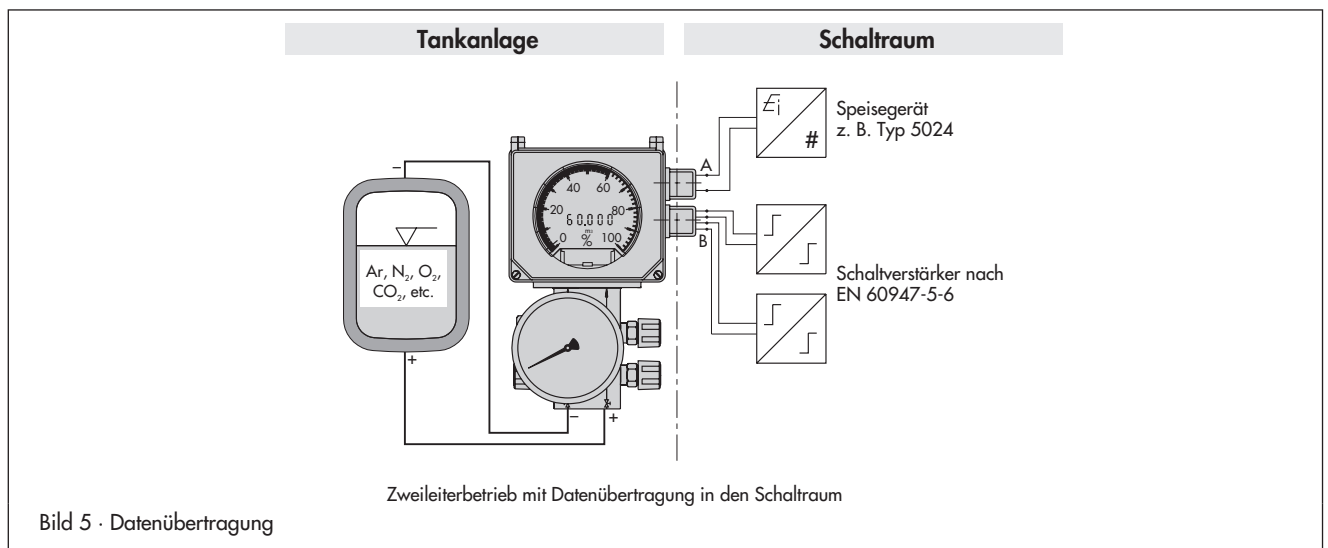 Tankanlage
Schaltraum
Speisegerät
z. B. Typ 5024
#
A
B
0 20 40 60 80 100
60.000
m3
%
Ar, N₂, O₂,
CO₂, etc.
–
+
–
+
Schaltverstärker nach
EN 60947-5-6
Zweileiterbetrieb mit Datenübertragung in den Schaltraum
Bild 5 · Datenübertragung